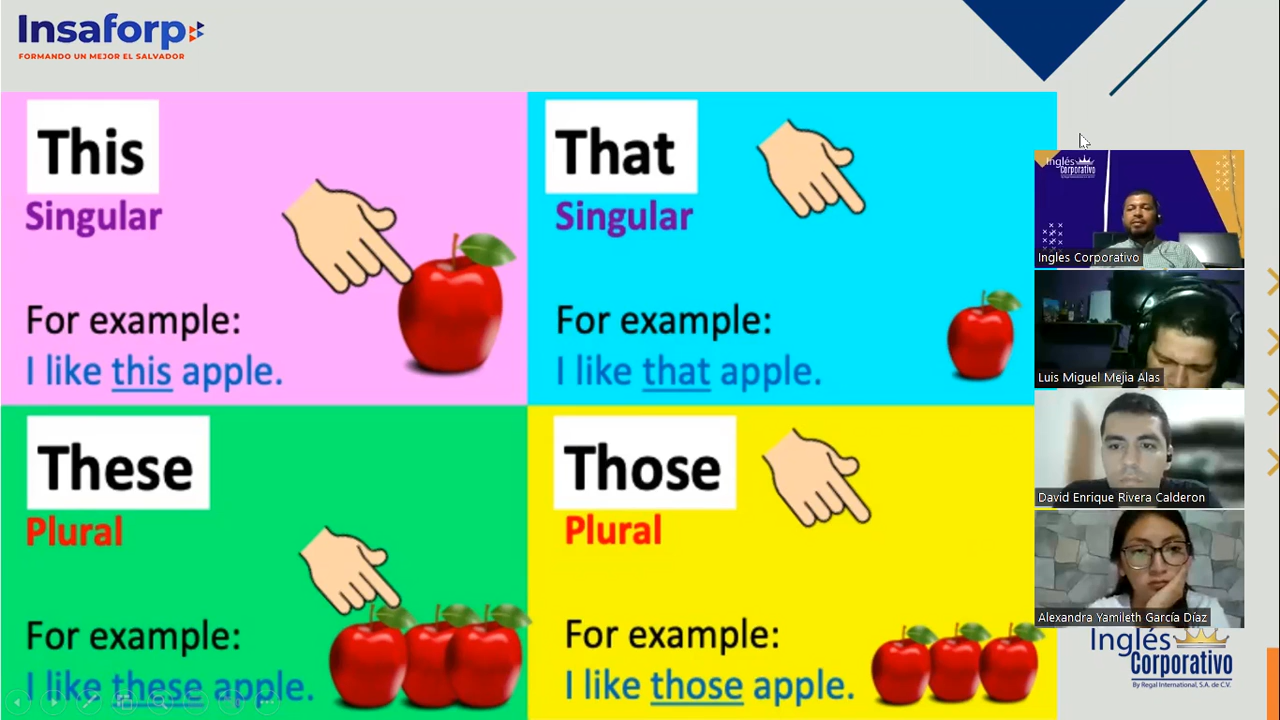 Insaforp
FORMANDO UN MEJOR EL SALVADOR
This
Singular
For example:
I like this apple.
That
Singular
For example:
I like that apple.
These
Plural
For example:
I like these apple.
Those
Plural
For example:
I like those apple.
Inglés
Corporativo
Ingles Corporativo
Luis Miguel Mejia Alas
David Enrique Rivera Calderon
Alexandra Yamileth García Díaz
Inglés
Corporativo
By Regal International, S.A. de C.V.